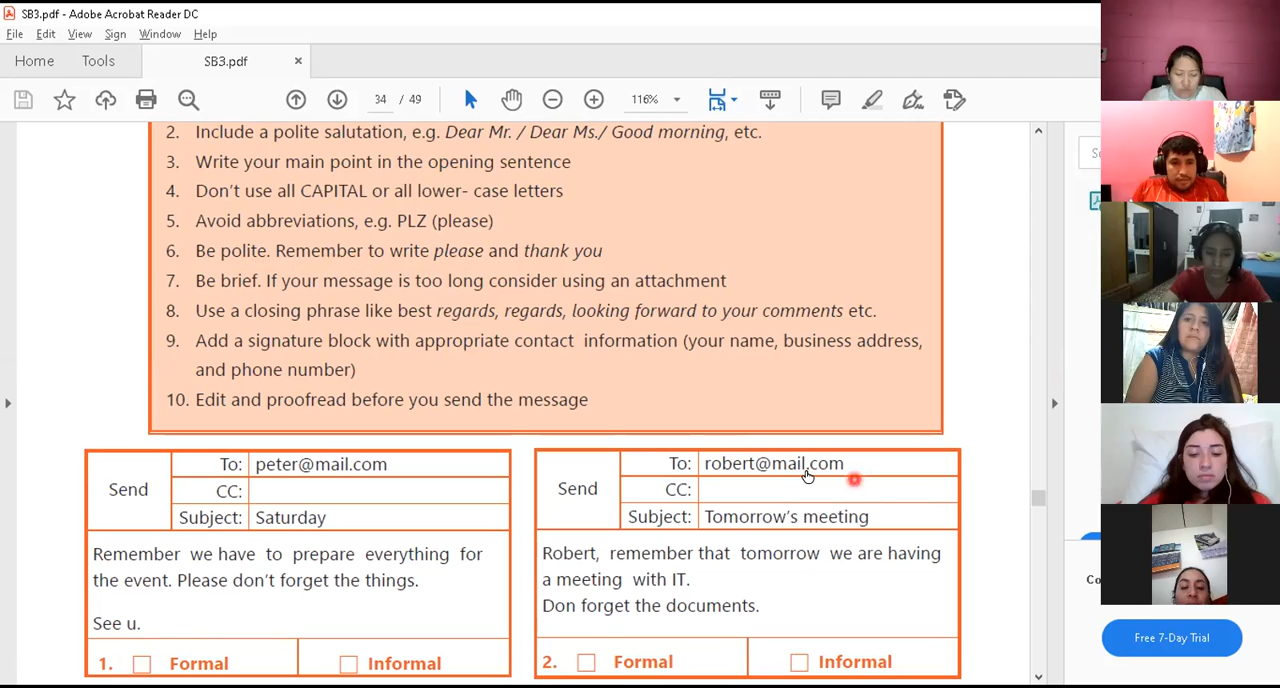 SB3.pdf - Adobe Acrobat Reader DC
File Edit View Sign Window Help
Home Tools SB3.pdf ×
34 / 49 116%
2. Include a polite salutation, e.g. Dear Mr. / Dear Ms./ Good morning, etc.
3. Write your main point in the opening sentence
4. Don't use all CAPITAL or all lower- case letters
5. Avoid abbreviations, e.g. PLZ (please)
6. Be polite. Remember to write please and thank you
7. Be brief. If your message is too long consider using an attachment
8. Use a closing phrase like best regards, regards, looking forward to your comments etc.
9. Add a signature block with appropriate contact information (your name, business address,
and phone number)
10. Edit and proofread before you send the message
Send
To: peter@mail.com
CC:
Subject: Saturday
Remember we have to prepare everything for
the event. Please don't forget the things.
See u.
1. Formal Informal
Send
To: robert@mail.com
CC:
Subject: Tomorrow's meeting
Robert, remember that tomorrow we are having
a meeting with IT.
Don forget the documents.
2. Formal Informal
Free 7-Day Trial